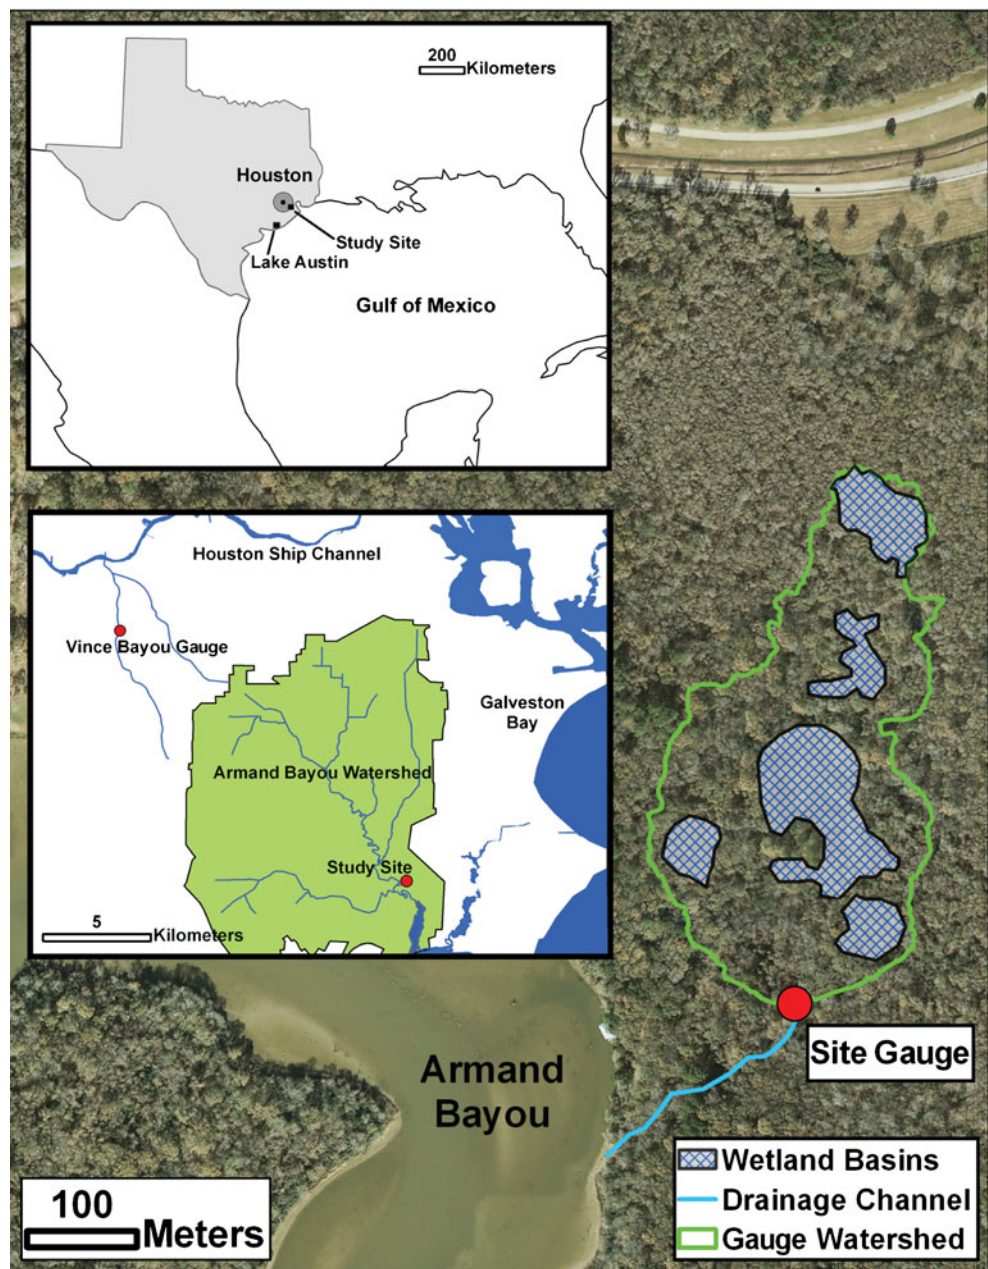 200
Kilometers
Houston
Study Site
Lake Austin
Gulf of Mexico
Houston Ship Channel
Vince Bayou Gauge
Galveston
Bay
Armand Bayou Watershed
Study Site
5
Kilometers
Armand
Bayou
Site Gauge
100
Meters
Wetland Basins
Drainage Channel
Gauge Watershed